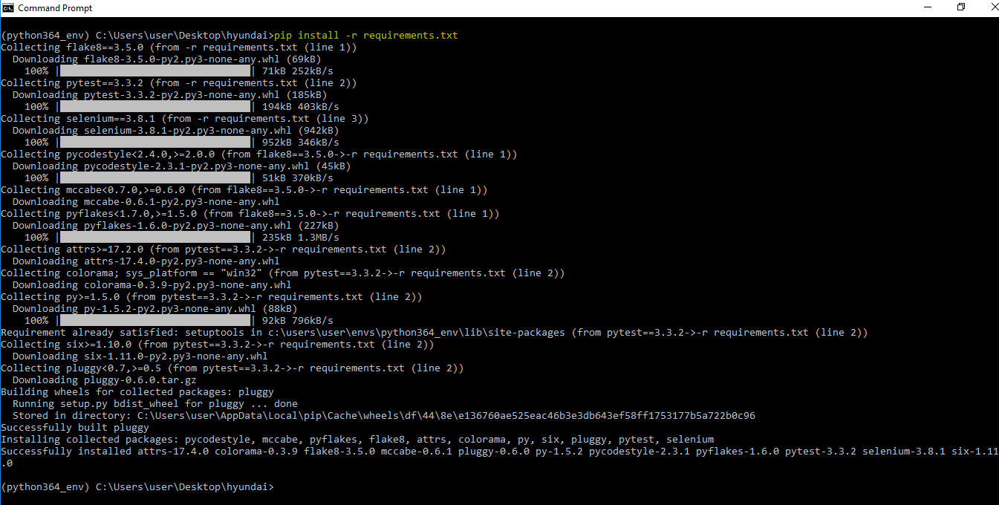 Command Prompt
(python364_env) C:\Users\user\Desktop\hyundai>pip install -r requirements.txt
Collecting flake8==3.5.0 (from -r requirements.txt (line 1))
  Downloading flake8-3.5.0-py2.py3-none-any.whl (69kB)
    100% |████████████████████████████████| 71kB 252kB/s
Collecting pytest==3.3.2 (from -r requirements.txt (line 2))
  Downloading pytest-3.3.2-py2.py3-none-any.whl (185kB)
    100% |████████████████████████████████| 194kB 403kB/s
Collecting selenium==3.8.1 (from -r requirements.txt (line 3))
  Downloading selenium-3.8.1-py2.py3-none-any.whl (942kB)
    100% |████████████████████████████████| 952kB 346kB/s
Collecting pycodestyle<2.4.0,>=2.0.0 (from flake8==3.5.0->-r requirements.txt (line 1))
  Downloading pycodestyle-2.3.1-py2.py3-none-any.whl (45kB)
    100% |████████████████████████████████| 51kB 370kB/s
Collecting mccabe<0.7.0,>=0.6.0 (from flake8==3.5.0->-r requirements.txt (line 1))
  Downloading mccabe-0.6.1-py2.py3-none-any.whl
Collecting pyflakes<1.7.0,>=1.5.0 (from flake8==3.5.0->-r requirements.txt (line 1))
  Downloading pyflakes-1.6.0-py2.py3-none-any.whl (227kB)
    100% |████████████████████████████████| 235kB 1.3MB/s
Collecting attrs>=17.2.0 (from pytest==3.3.2->-r requirements.txt (line 2))
  Downloading attrs-17.4.0-py2.py3-none-any.whl
Collecting colorama; sys_platform == "win32" (from pytest==3.3.2->-r requirements.txt (line 2))
  Downloading colorama-0.3.9-py2.py3-none-any.whl
Collecting py>=1.5.0 (from pytest==3.3.2->-r requirements.txt (line 2))
  Downloading py-1.5.2-py2.py3-none-any.whl (88kB)
    100% |████████████████████████████████| 92kB 796kB/s
Requirement already satisfied: setuptools in c:\users\user\envs\python364_env\lib\site-packages (from pytest==3.3.2->-r requirements.txt (line 2))
Collecting six>=1.10.0 (from pytest==3.3.2->-r requirements.txt (line 2))
  Downloading six-1.11.0-py2.py3-none-any.whl
Collecting pluggy<0.7,>=0.5 (from pytest==3.3.2->-r requirements.txt (line 2))
  Downloading pluggy-0.6.0.tar.gz
Building wheels for collected packages: pluggy
  Running setup.py bdist_wheel for pluggy ... done
  Stored in directory: C:\Users\user\AppData\Local\pip\Cache\wheels\df\44\8e\e136760ae525eac46b3e3db643ef58ff1753177b5a722b0c96
Successfully built pluggy
Installing collected packages: pycodestyle, mccabe, pyflakes, flake8, attrs, colorama, py, six, pluggy, pytest, selenium
Successfully installed attrs-17.4.0 colorama-0.3.9 flake8-3.5.0 mccabe-0.6.1 pluggy-0.6.0 py-1.5.2 pycodestyle-2.3.1 pyflakes-1.6.0 pytest-3.3.2 selenium-3.8.1 six-1.11
.0
(python364_env) C:\Users\user\Desktop\hyundai>